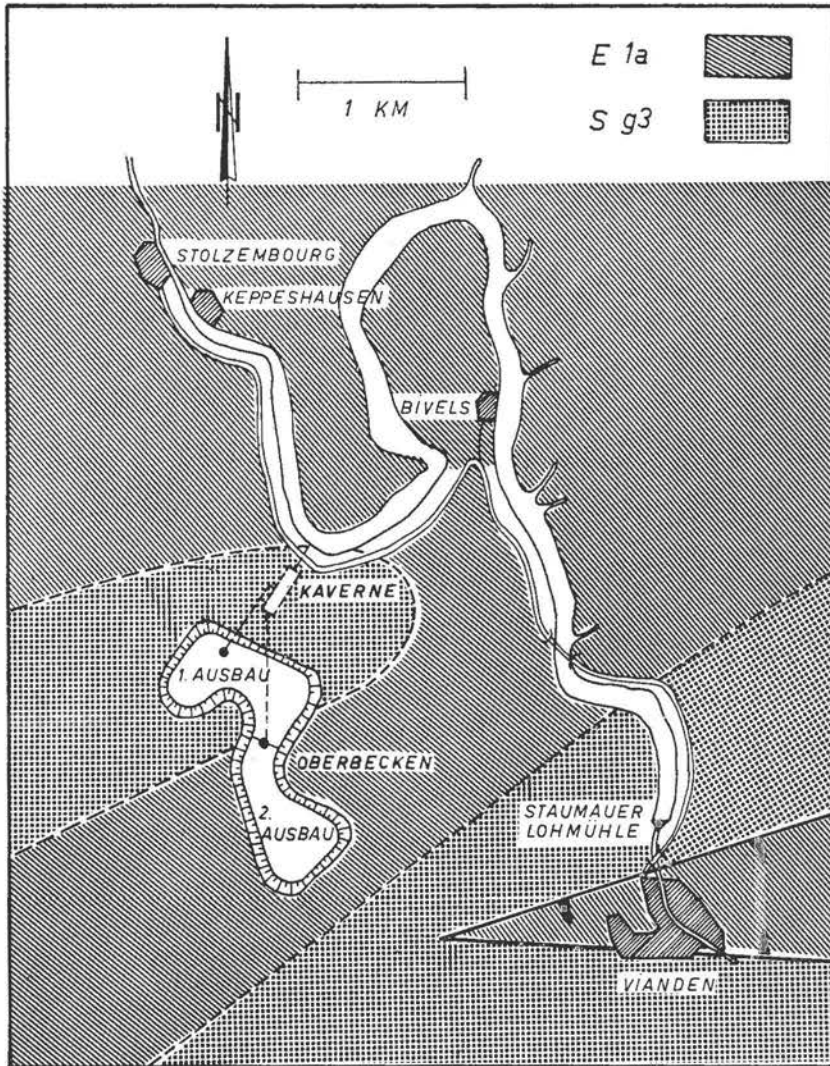 E 1a
S g3
N
1 KM
STOLZEMBOURG
KEPPESHAUSEN
BIVELS
KAVERNE
1. AUSBAU
OBERBECKEN
2.
AUSBAU
STAUMAUER
LOHMÜHLE
VIANDEN